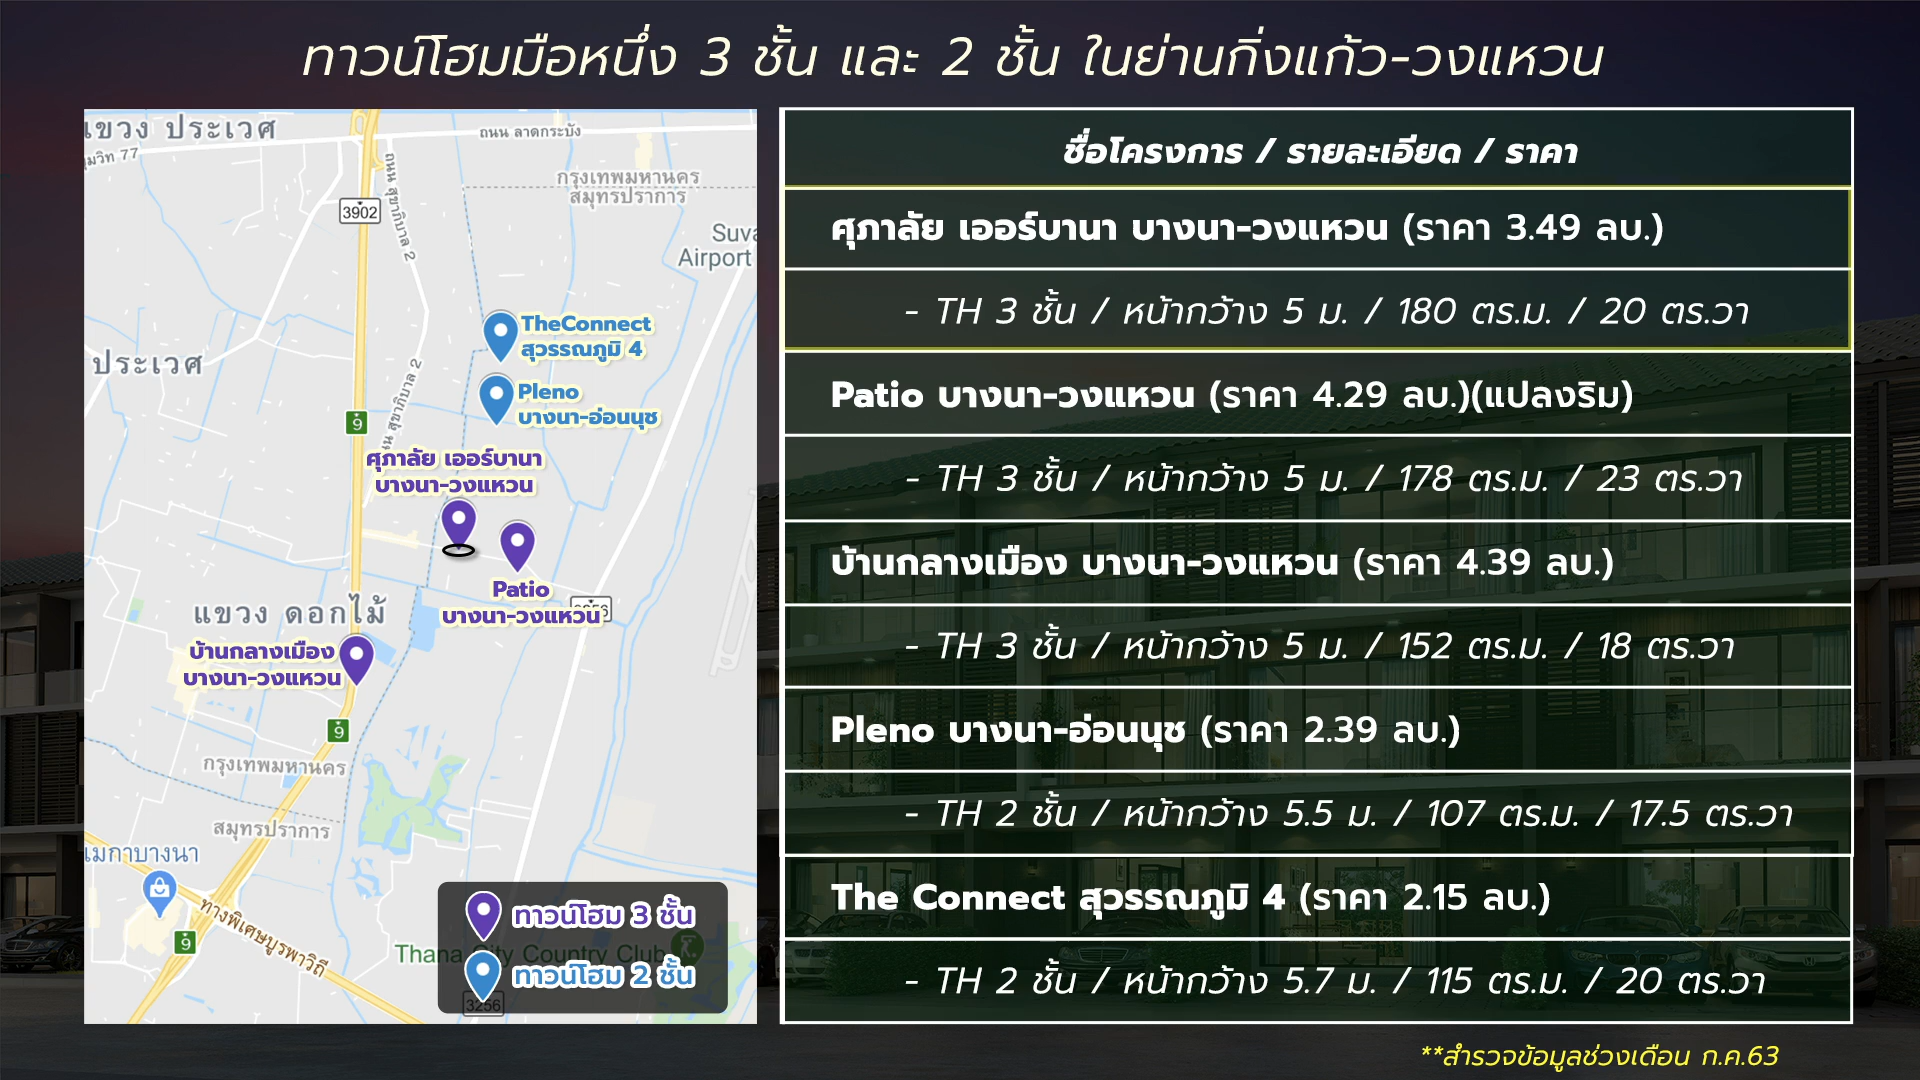 ทาวน์โฮมมือหนึ่ง 3 ชั้น และ 2 ชั้น ในย่านกิ่งแก้ว-วงแหวน
แขวง ประเวศ
ถนน ลาดกระบัง
77
กรุงเทพมหานคร
สมุทรปราการ
3902
ถนน สุขาภิบาล 2
Airport
TheConnect
สุวรรณภูมิ 4
ประเวศ
Pleno
บางนา-อ่อนนุช
สุขาภิบาล 2
9
ศุภาลัย เออร์บานา
บางนา-วงแหวน
Patio
บางนา-วงแหวน
แขวง ดอกไม้
บ้านกลางเมือง
บางนา-วงแหวน
9
กรุงเทพมหานคร
สมุทรปราการ
เมกาบางนา
ทางพิเศษบูรพาวิถี
9
ทาวน์โฮม 3 ชั้น
Thana City Country Club
ทาวน์โฮม 2 ชั้น
3256
ชื่อโครงการ / รายละเอียด / ราคา
ศุภาลัย เออร์บานา บางนา-วงแหวน (ราคา 3.49 ลบ.)
- TH 3 ชั้น / หน้ากว้าง 5 ม. / 180 ตร.ม. / 20 ตร.วา
Patio บางนา-วงแหวน (ราคา 4.29 ลบ.)(แปลงริม)
- TH 3 ชั้น / หน้ากว้าง 5 ม. / 178 ตร.ม. / 23 ตร.วา
บ้านกลางเมือง บางนา-วงแหวน (ราคา 4.39 ลบ.)
- TH 3 ชั้น / หน้ากว้าง 5 ม. / 152 ตร.ม. / 18 ตร.วา
Pleno บางนา-อ่อนนุช (ราคา 2.39 ลบ.)
- TH 2 ชั้น / หน้ากว้าง 5.5 ม. / 107 ตร.ม. / 17.5 ตร.วา
The Connect สุวรรณภูมิ 4 (ราคา 2.15 ลบ.)
- TH 2 ชั้น / หน้ากว้าง 5.7 ม. / 115 ตร.ม. / 20 ตร.วา
**สำรวจข้อมูลช่วงเดือน ก.ค.63